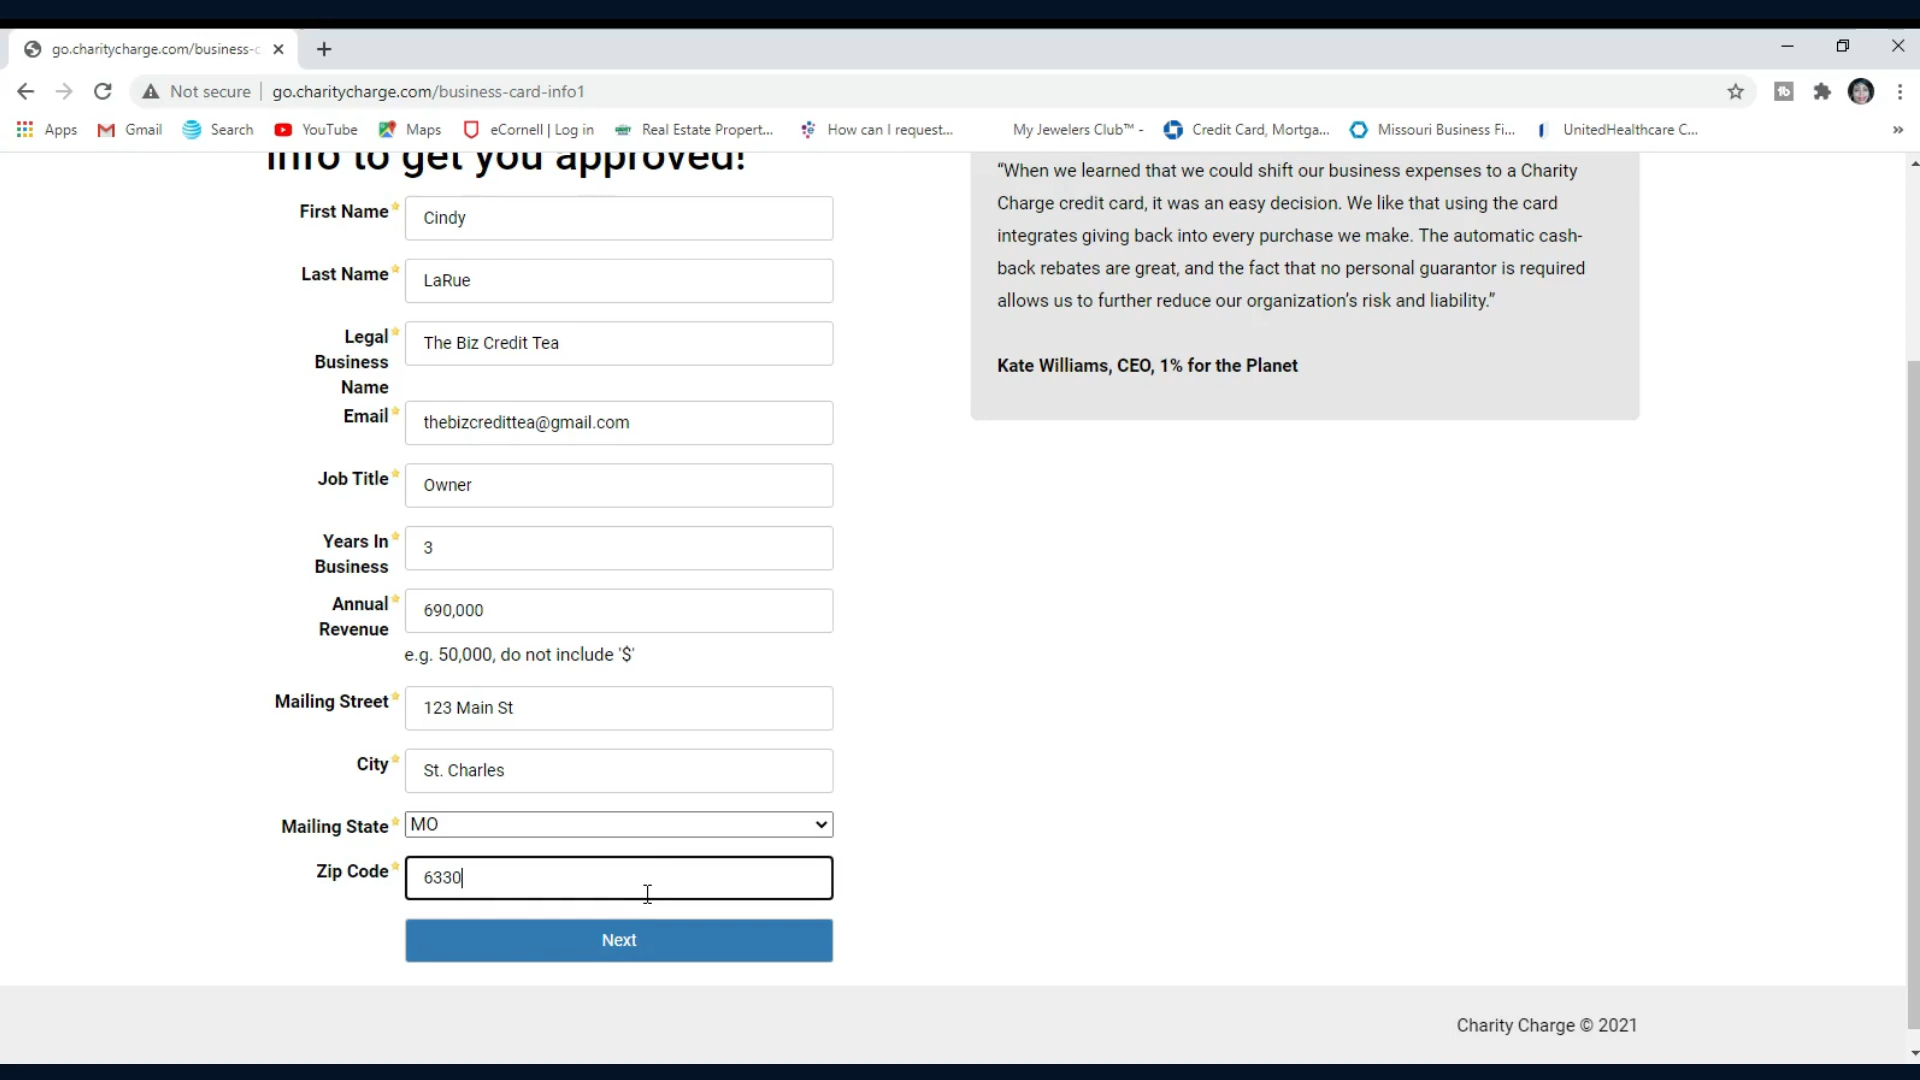 go.charitycharge.com/business-c
Not secure go.charitycharge.com/business-card-info1
Apps Gmail Search YouTube Maps eCornell | Log in Real Estate Propert... How can I request... My Jewelers Club™ - Credit Card, Mortga... Missouri Business Fi... UnitedHealthcare C... »
Info to get you approved!
First Name Cindy
Last Name LaRue
Legal Business Name The Biz Credit Tea
Email thebizcredittea@gmail.com
Job Title Owner
Years In Business 3
Annual Revenue 690,000
e.g. 50,000, do not include '$'
Mailing Street 123 Main St
City St. Charles
Mailing State MO
Zip Code 6330
Next
“When we learned that we could shift our business expenses to a Charity
Charge credit card, it was an easy decision. We like that using the card
integrates giving back into every purchase we make. The automatic cash-
back rebates are great, and the fact that no personal guarantor is required
allows us to further reduce our organization's risk and liability.”
Kate Williams, CEO, 1% for the Planet
Charity Charge © 2021